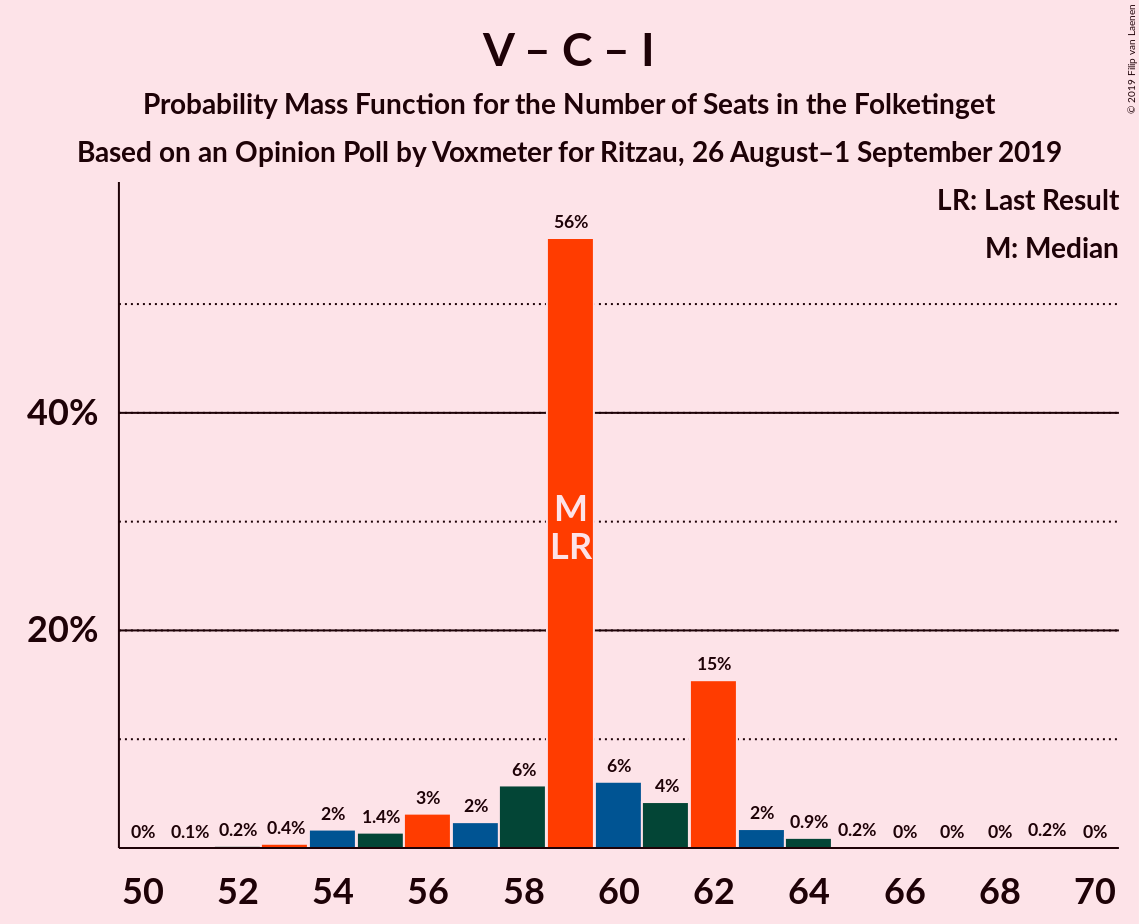 V – C – I
Probability Mass Function for the Number of Seats in the Folketinget
Based on an Opinion Poll by Voxmeter for Ritzau, 26 August–1 September 2019
© 2019 Filip van Laenen
LR: Last Result
M: Median
56%
40%
M
LR
20%
15%
6%
6%
4%
3%
2%
2%
2%
1.4%
0.9%
0%
0.1%
0.2%
0.4%
0.2%
0%
0%
0%
0.2%
0%
50 52 54 56 58 60 62 64 66 68 70